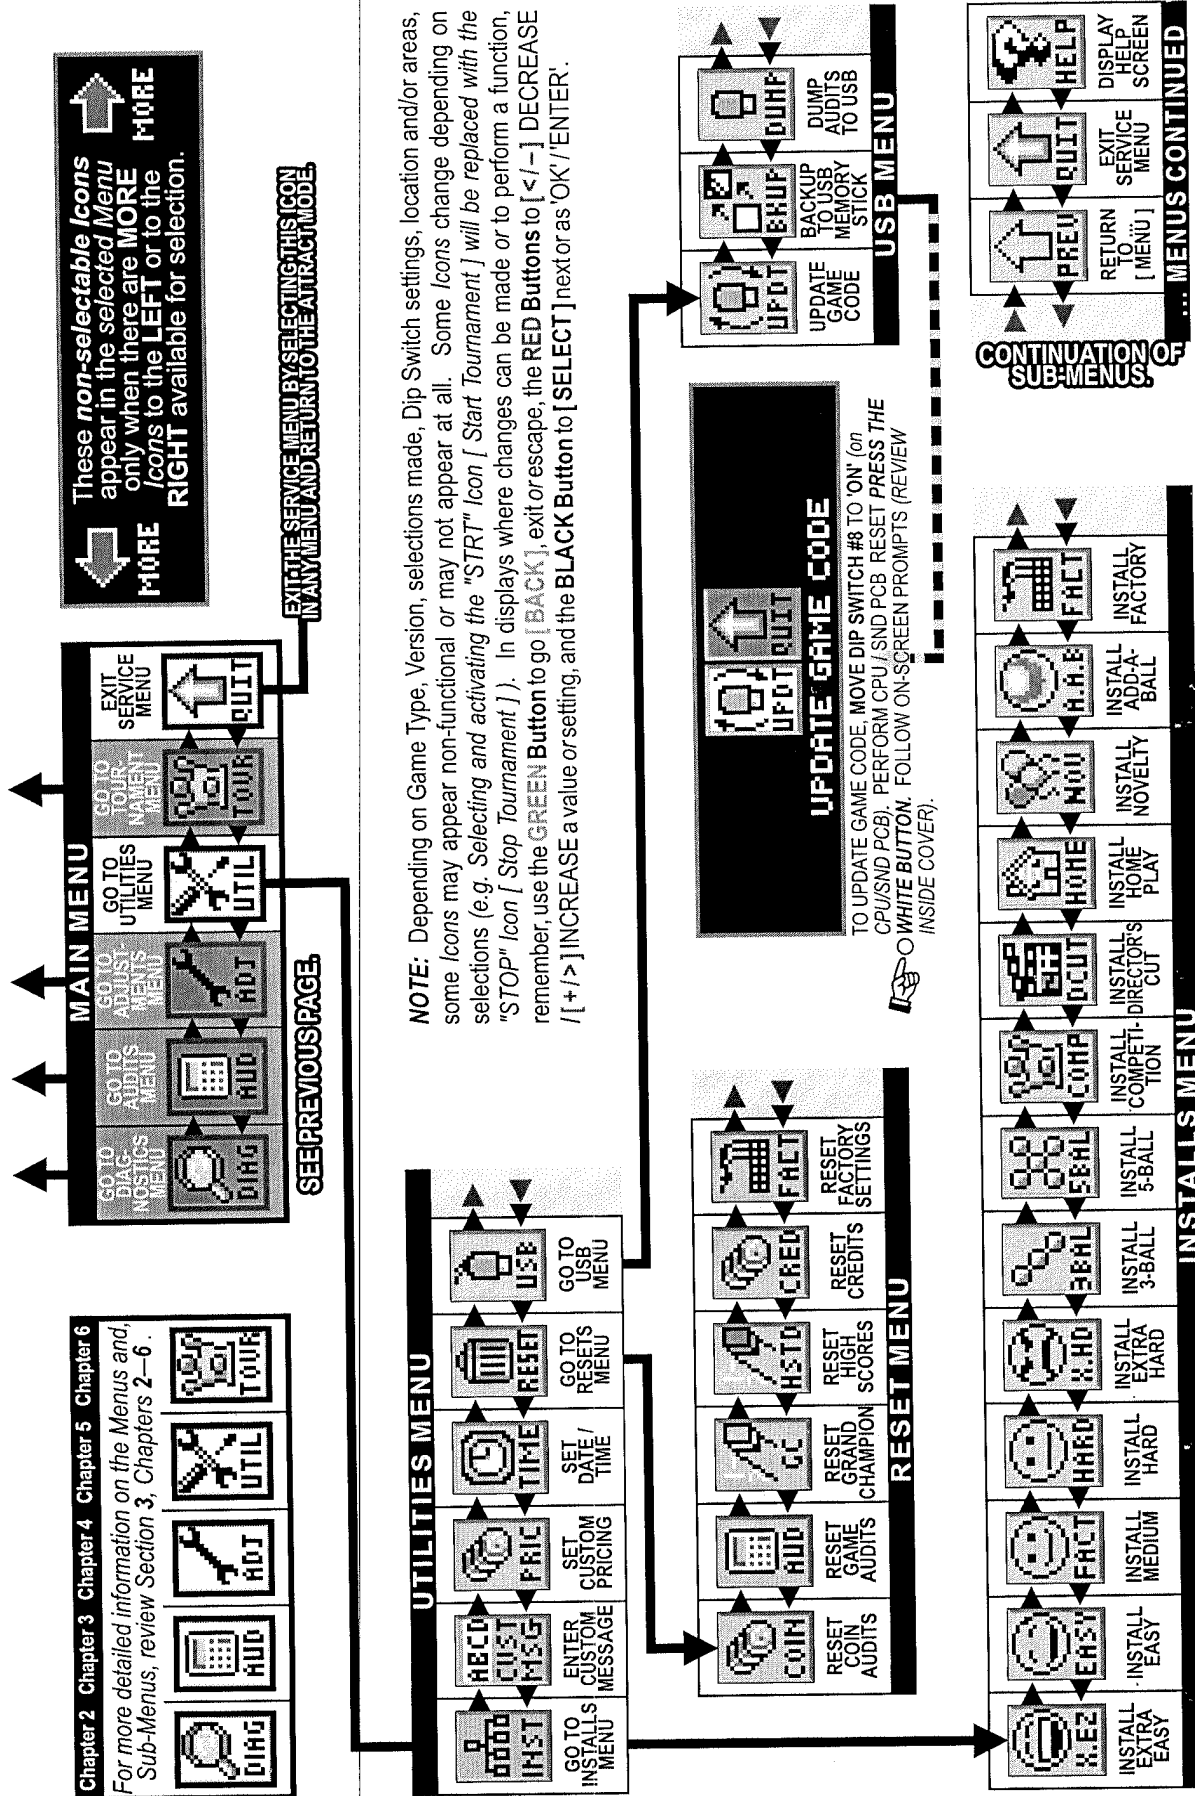 Chapter 2 Chapter 3 Chapter 4 Chapter 5 Chapter 6
For more detailed information on the Menus and,
Sub-Menus, review Section 3, Chapters 2—6 .
DIAG
AUD
ADJ
UTIL
TOUR
MAIN MENU
GO TO
DIAG-
NOSTICS
MENU
GO TO
AUDITS
MENU
GO TO
ADJUST-
MENTS
MENU
GO TO
UTILITIES
MENU
GO TO
TOUR-
NAMENT
MENU
EXIT
SERVICE
MENU
DIAG
AUD
ADJ
UTIL
TOUR
QUIT
SEE PREVIOUS PAGE.
EXIT THE SERVICE MENU BY SELECTING THIS ICON
IN ANY MENU AND RETURN TO THE ATTRACT MODE.
MORE
These non-selectable Icons
appear in the selected Menu
only when there are MORE
Icons to the LEFT or to the
RIGHT available for selection.
MORE
NOTE: Depending on Game Type, Version, selections made, Dip Switch settings, location and/or areas,
some Icons may appear non-functional or may not appear at all. Some Icons change depending on
selections (e.g. Selecting and activating the "STRT" Icon [ Start Tournament ] will be replaced with the
"STOP" Icon [ Stop Tournament ] ). In displays where changes can be made or to perform a function,
remember, use the GREEN Button to go [ BACK ], exit or escape, the RED Buttons to [ < / – ] DECREASE
/ [ + / > ] INCREASE a value or setting, and the BLACK Button to [ SELECT ] next or as 'OK' / 'ENTER'.
UTILITIES MENU
INST
AECD
CUST
MSG
PRIC
TIME
RESET
USB
GO TO
INSTALLS
MENU
ENTER
CUSTOM
MESSAGE
SET
CUSTOM
PRICING
SET
DATE /
TIME
GO TO
RESETS
MENU
GO TO
USB
MENU
COIN
AUD
GC
HSTD
CRED
FACT
RESET
COIN
AUDITS
RESET
GAME
AUDITS
RESET
GRAND
CHAMPION
RESET
HIGH
SCORES
RESET
CREDITS
RESET
FACTORY
SETTINGS
RESET MENU
UPDT
QUIT
UPDATE GAME CODE
TO UPDATE GAME CODE, MOVE DIP SWITCH #8 TO 'ON' (on
CPU/SND PCB). PERFORM CPU / SND PCB RESET PRESS THE
WHITE BUTTON. FOLLOW ON-SCREEN PROMPTS (REVIEW
INSIDE COVER).
UPDT
BKUP
DUMP
UPDATE
GAME
CODE
BACKUP
TO USB
MEMORY
STICK
DUMP
AUDITS
TO USB
USB MENU
X.EZ
EASY
FACT
HARD
X.HD
3BAL
5BAL
COMP
DCUT
HOME
NOV
A.A.B
FACT
INSTALL
EXTRA
EASY
INSTALL
EASY
INSTALL
MEDIUM
INSTALL
HARD
INSTALL
EXTRA
HARD
INSTALL
3-BALL
INSTALL
5-BALL
INSTALL
COMPETI-
TION
INSTALL
DIRECTOR'S
CUT
INSTALL
HOME
PLAY
INSTALL
NOVELTY
INSTALL
ADD-A-
BALL
INSTALL
FACTORY
INSTALLS MENU
CONTINUATION OF
SUB-MENUS.
PREV
QUIT
HELP
RETURN
TO ...
[ MENU ]
EXIT
SERVICE
MENU
DISPLAY
HELP
SCREEN
... MENUS CONTINUED